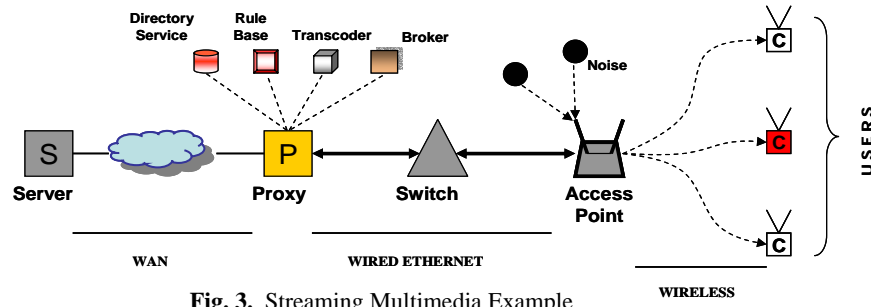 Directory
Service
Rule
Base
Transcoder
Broker
Noise
C
S
P
C
USERS
Server
Proxy
Switch
Access
Point
C
WAN
WIRED ETHERNET
WIRELESS
Fig. 3. Streaming Multimedia Example